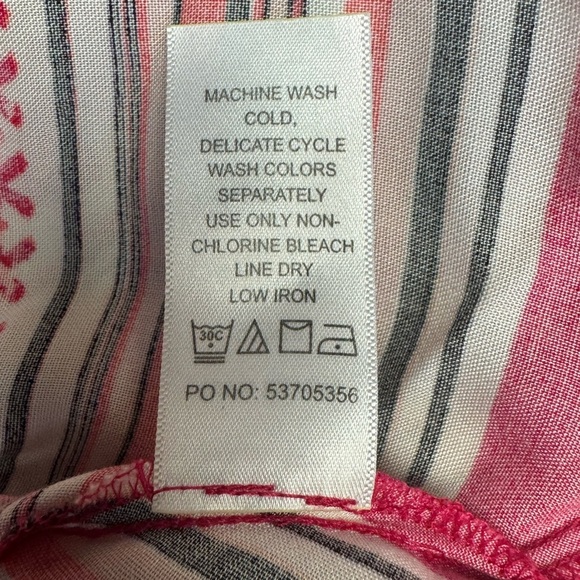 MACHINE WASH
COLD,
DELICATE CYCLE
WASH COLORS
SEPARATELY
USE ONLY NON-
CHLORINE BLEACH
LINE DRY
LOW IRON
30C
PO NO: 53705356